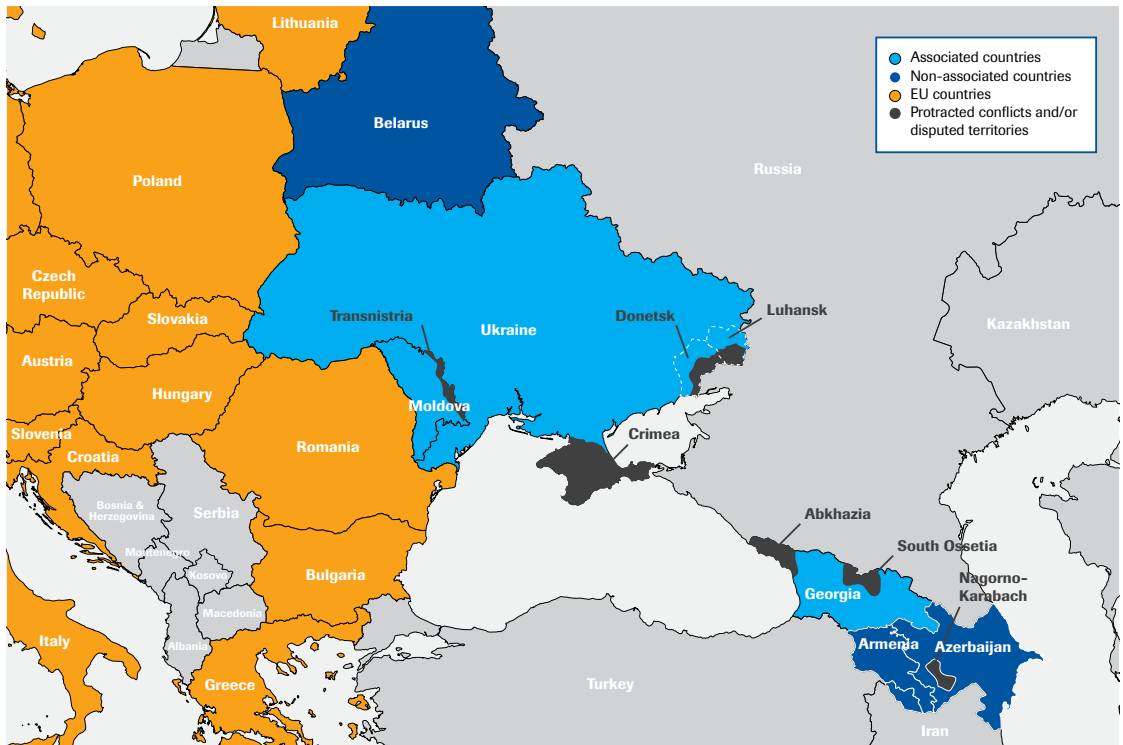 Lithuania
Associated countries
Non-associated countries
EU countries
Protracted conflicts and/or
disputed territories
Belarus
Russia
Poland
Czech
Republic
Slovakia
Transnistria
Ukraine
Donetsk
Luhansk
Kazakhstan
Austria
Hungary
Moldova
Slovenia
Croatia
Romania
Crimea
Bosnia &
Herzegovina
Serbia
Abkhazia
Montenegro
Kosovo
Bulgaria
South Ossetia
Georgia
Nagorno-
Karabach
Macedonia
Italy
Albania
Armenia
Azerbaijan
Greece
Turkey
Iran